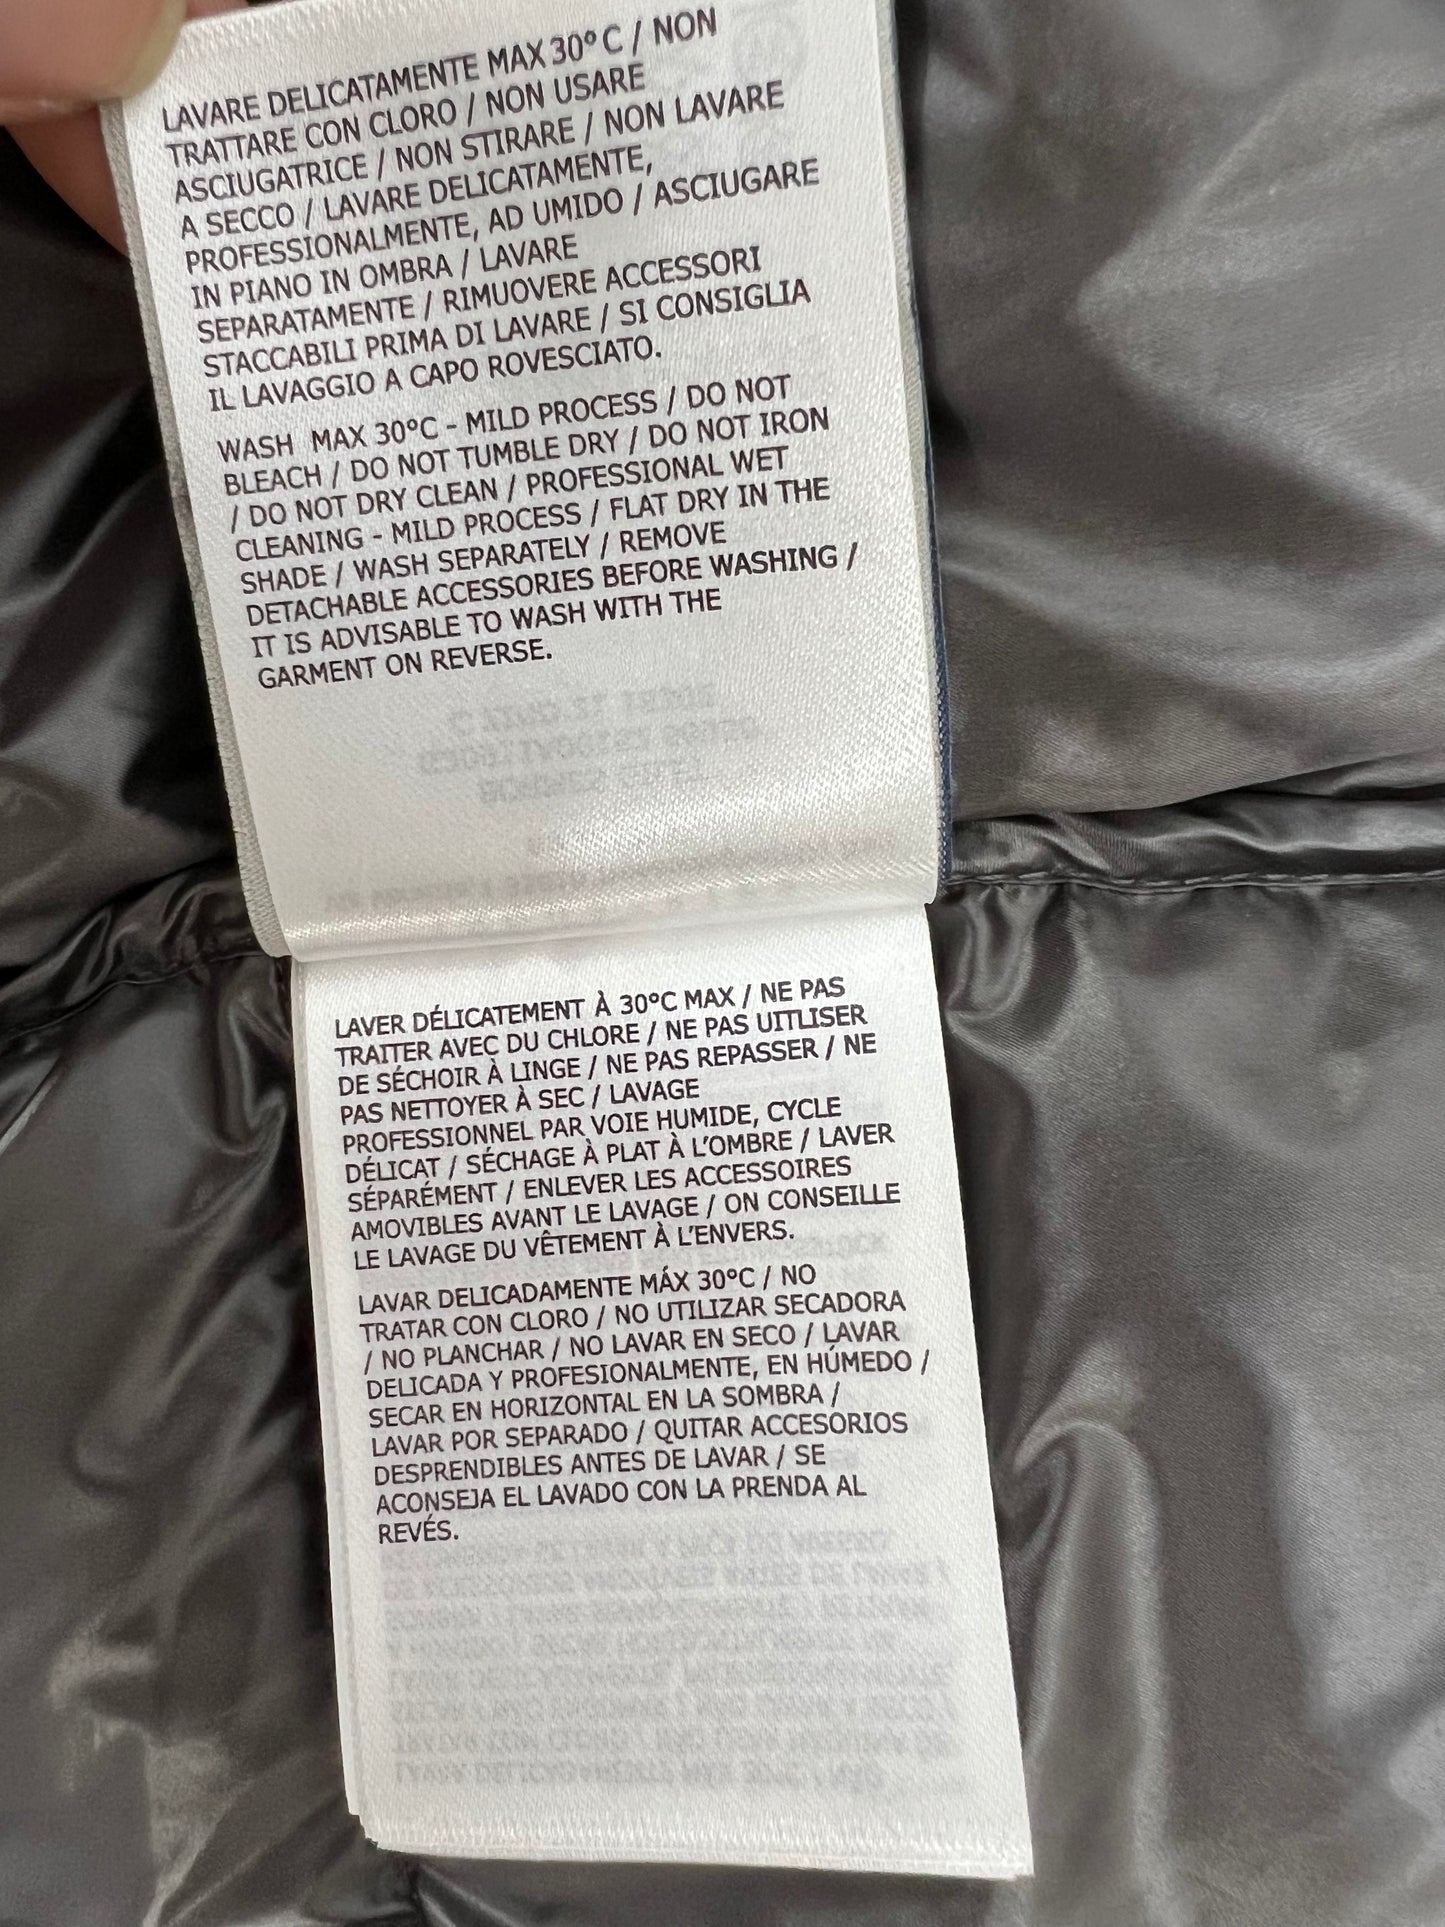 LAVARE DELICATAMENTE MAX 30°C / NON
TRATTARE CON CLORO / NON USARE
ASCIUGATRICE / NON STIRARE / NON LAVARE
A SECCO / LAVARE DELICATAMENTE,
PROFESSIONALMENTE, AD UMIDO / ASCIUGARE
IN PIANO IN OMBRA / LAVARE
SEPARATAMENTE / RIMUOVERE ACCESSORI
STACCABILI PRIMA DI LAVARE / SI CONSIGLIA
IL LAVAGGIO A CAPO ROVESCIATO.
WASH MAX 30°C - MILD PROCESS / DO NOT
BLEACH / DO NOT TUMBLE DRY / DO NOT IRON
/ DO NOT DRY CLEAN / PROFESSIONAL WET
CLEANING - MILD PROCESS / FLAT DRY IN THE
SHADE / WASH SEPARATELY / REMOVE
DETACHABLE ACCESSORIES BEFORE WASHING /
IT IS ADVISABLE TO WASH WITH THE
GARMENT ON REVERSE.
LAVER DÉLICATEMENT À 30°C MAX / NE PAS
TRAITER AVEC DU CHLORE / NE PAS UITLISER
DE SÉCHOIR À LINGE / NE PAS REPASSER / NE
PAS NETTOYER À SEC / LAVAGE
PROFESSIONNEL PAR VOIE HUMIDE, CYCLE
DÉLICAT / SÉCHAGE À PLAT À L'OMBRE / LAVER
SÉPARÉMENT / ENLEVER LES ACCESSOIRES
AMOVIBLES AVANT LE LAVAGE / ON CONSEILLE
LE LAVAGE DU VÊTEMENT À L'ENVERS.
LAVAR DELICADAMENTE MÁX 30°C / NO
TRATAR CON CLORO / NO UTILIZAR SECADORA
/ NO PLANCHAR / NO LAVAR EN SECO / LAVAR
DELICADA Y PROFESIONALMENTE, EN HÚMEDO /
SECAR EN HORIZONTAL EN LA SOMBRA /
LAVAR POR SEPARADO / QUITAR ACCESORIOS
DESPRENDIBLES ANTES DE LAVAR / SE
ACONSEJA EL LAVADO CON LA PRENDA AL
REVÉS.